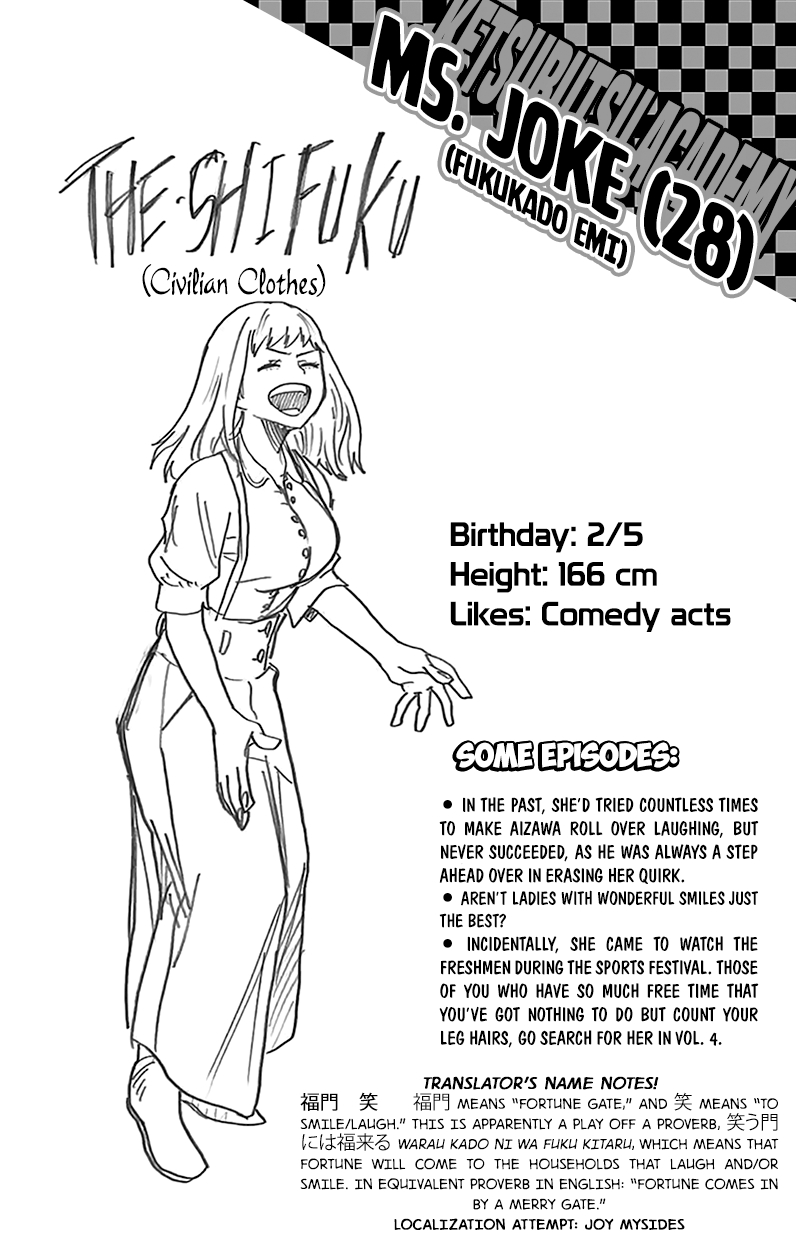 KETSUBUTSU ACADEMY
MS. JOKE (28)
(FUKUKADO EMI)
THE·SHIFUKU
(Civilian Clothes)
Birthday: 2/5
Height: 166 cm
Likes: Comedy acts
SOME EPISODES:
• IN THE PAST, SHE'D TRIED COUNTLESS TIMES
TO MAKE AIZAWA ROLL OVER LAUGHING, BUT
NEVER SUCCEEDED, AS HE WAS ALWAYS A STEP
AHEAD OVER IN ERASING HER QUIRK.
• AREN'T LADIES WITH WONDERFUL SMILES JUST
THE BEST?
• INCIDENTALLY, SHE CAME TO WATCH THE
FRESHMEN DURING THE SPORTS FESTIVAL. THOSE
OF YOU WHO HAVE SO MUCH FREE TIME THAT
YOU'VE GOT NOTHING TO DO BUT COUNT YOUR
LEG HAIRS, GO SEARCH FOR HER IN VOL. 4.
TRANSLATOR'S NAME NOTES!
福門 笑 福門 MEANS "FORTUNE GATE," AND 笑 MEANS "TO
SMILE/LAUGH." THIS IS APPARENTLY A PLAY OFF A PROVERB, 笑う門
には福来る WARAU KADO NI WA FUKU KITARU, WHICH MEANS THAT
FORTUNE WILL COME TO THE HOUSEHOLDS THAT LAUGH AND/OR
SMILE. IN EQUIVALENT PROVERB IN ENGLISH: "FORTUNE COMES IN
BY A MERRY GATE."
LOCALIZATION ATTEMPT: JOY MYSIDES